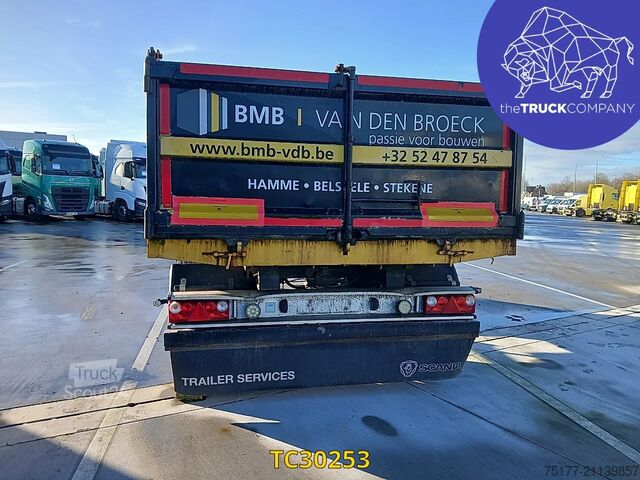 theTRUCKCOMPANY
BMB | VAN DEN BROECK
passie voor bouwen
www.bmb-vdb.be
+32 52 47 87 54
HAMME • BELSELE • STEKENE
TRAILER SERVICES
SCANIA
Truck
Scout
TC30253
75177-21139857